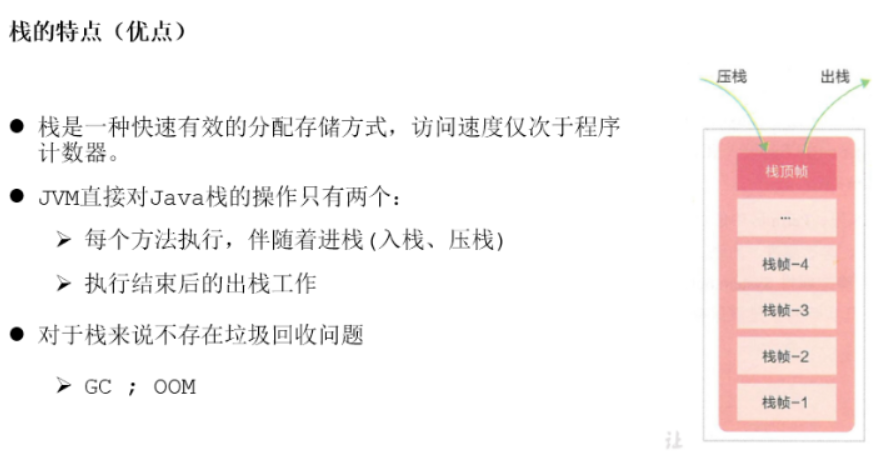 栈的特点（优点）
● 栈是一种快速有效的分配存储方式，访问速度仅次于程序
计数器。
● JVM直接对Java栈的操作只有两个：
➢ 每个方法执行，伴随着进栈(入栈、压栈)
➢ 执行结束后的出栈工作
● 对于栈来说不存在垃圾回收问题
➢ GC ; OOM
压栈 出栈
栈顶帧
...
栈帧-4
栈帧-3
栈帧-2
栈帧-1
让